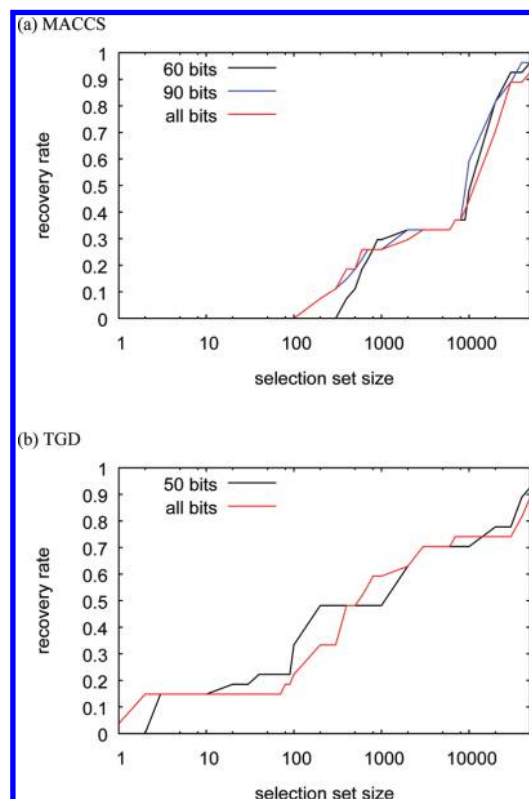 (a) MACCS
recovery rate
1
0.9
0.8
0.7
0.6
0.5
0.4
0.3
0.2
0.1
0
60 bits
90 bits
all bits
1 10 100 1000 10000
selection set size
(b) TGD
recovery rate
1
0.9
0.8
0.7
0.6
0.5
0.4
0.3
0.2
0.1
0
50 bits
all bits
1 10 100 1000 10000
selection set size